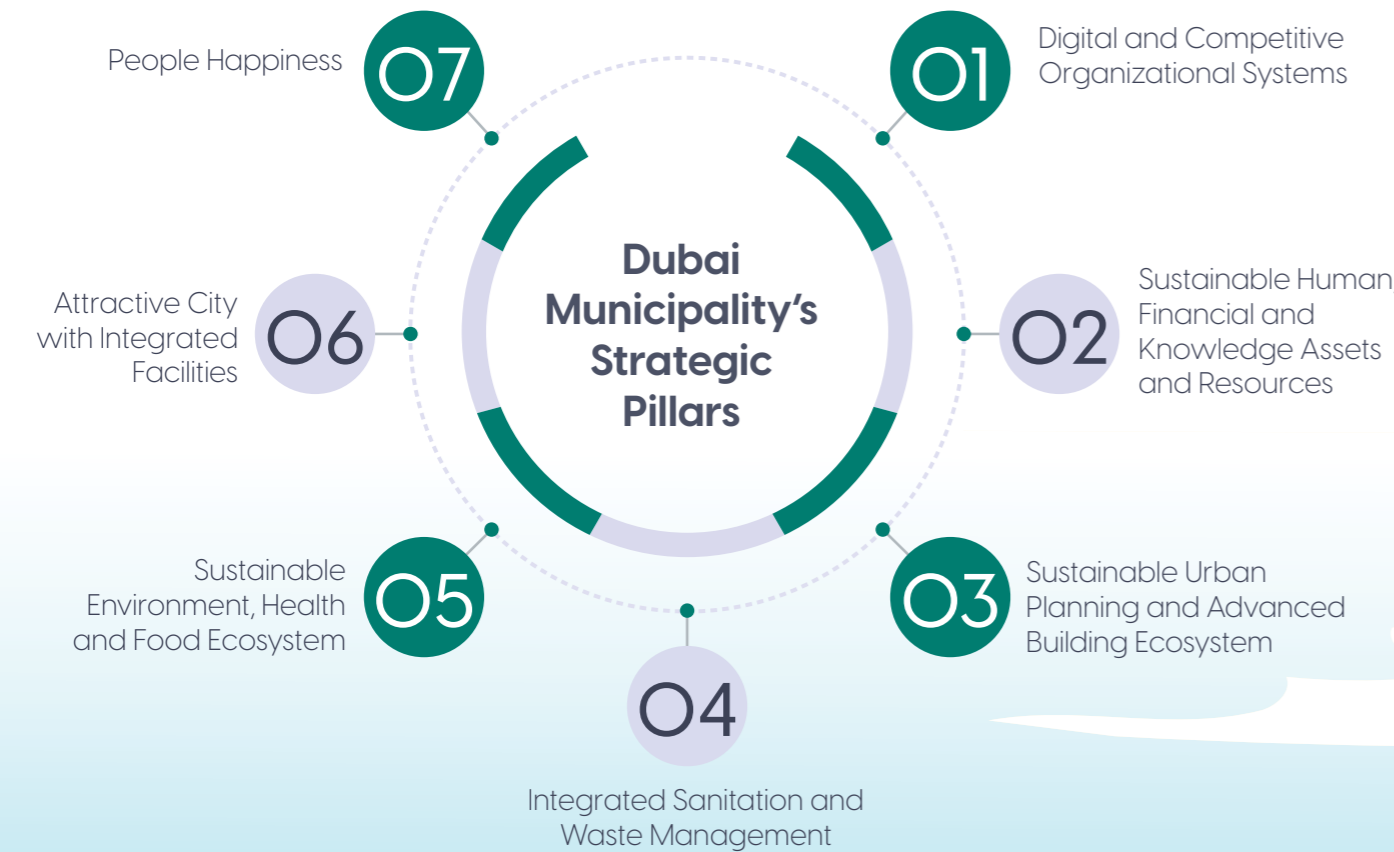 Dubai
Municipality's
Strategic
Pillars
01
Digital and Competitive
Organizational Systems
02
Sustainable Human
Financial and
Knowledge Assets
and Resources
03
Sustainable Urban
Planning and Advanced
Building Ecosystem
04
Integrated Sanitation and
Waste Management
05
Sustainable
Environment, Health
and Food Ecosystem
06
Attractive City
with Integrated
Facilities
07
People Happiness